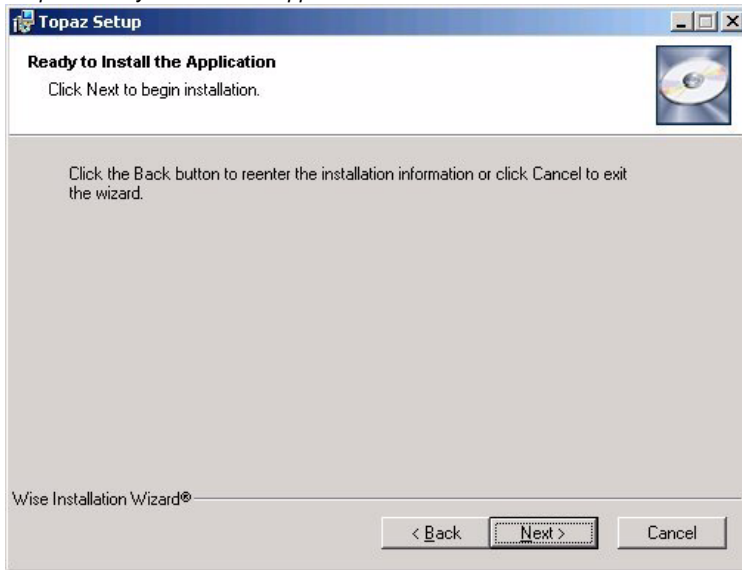 Topaz Setup
Ready to Install the Application
Click Next to begin installation.
Click the Back button to reenter the installation information or click Cancel to exit
the wizard.
Wise Installation Wizard®
< Back
Next >
Cancel